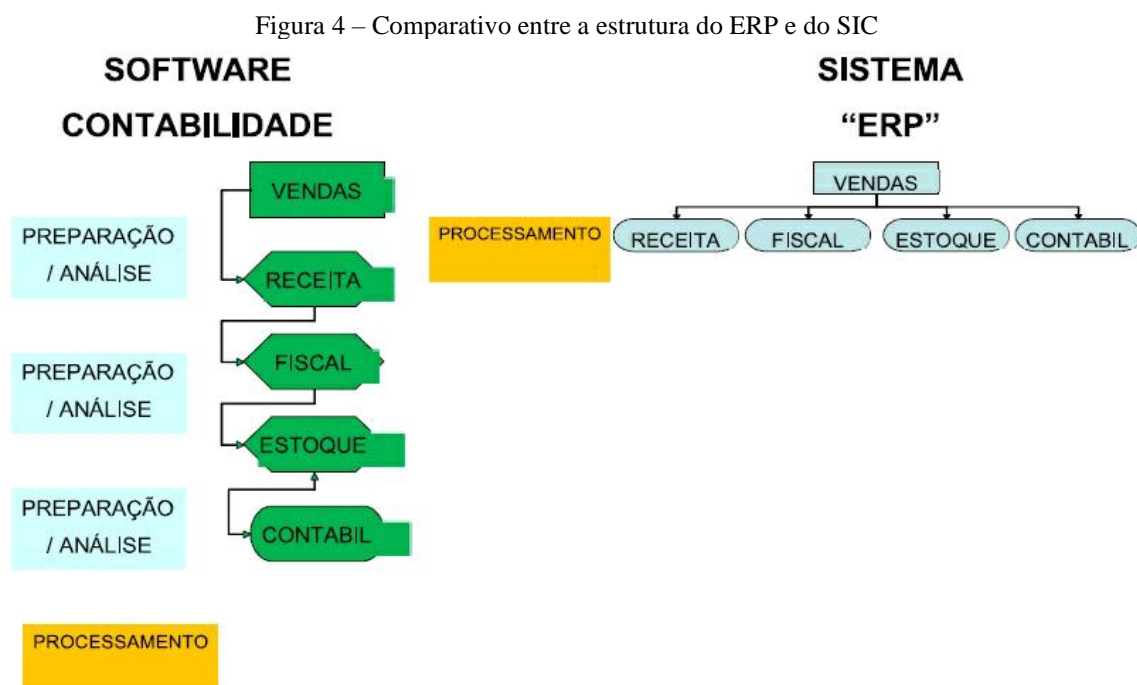 Figura 4 – Comparativo entre a estrutura do ERP e do SIC
SOFTWARE
CONTABILIDADE
VENDAS
PREPARAÇÃO
/ ANÁLISE
RECEITA
FISCAL
PREPARAÇÃO
/ ANÁLISE
ESTOQUE
PREPARAÇÃO
/ ANÁLISE
CONTABIL
PROCESSAMENTO
SISTEMA
“ERP”
VENDAS
PROCESSAMENTO
RECEITA
FISCAL
ESTOQUE
CONTABIL